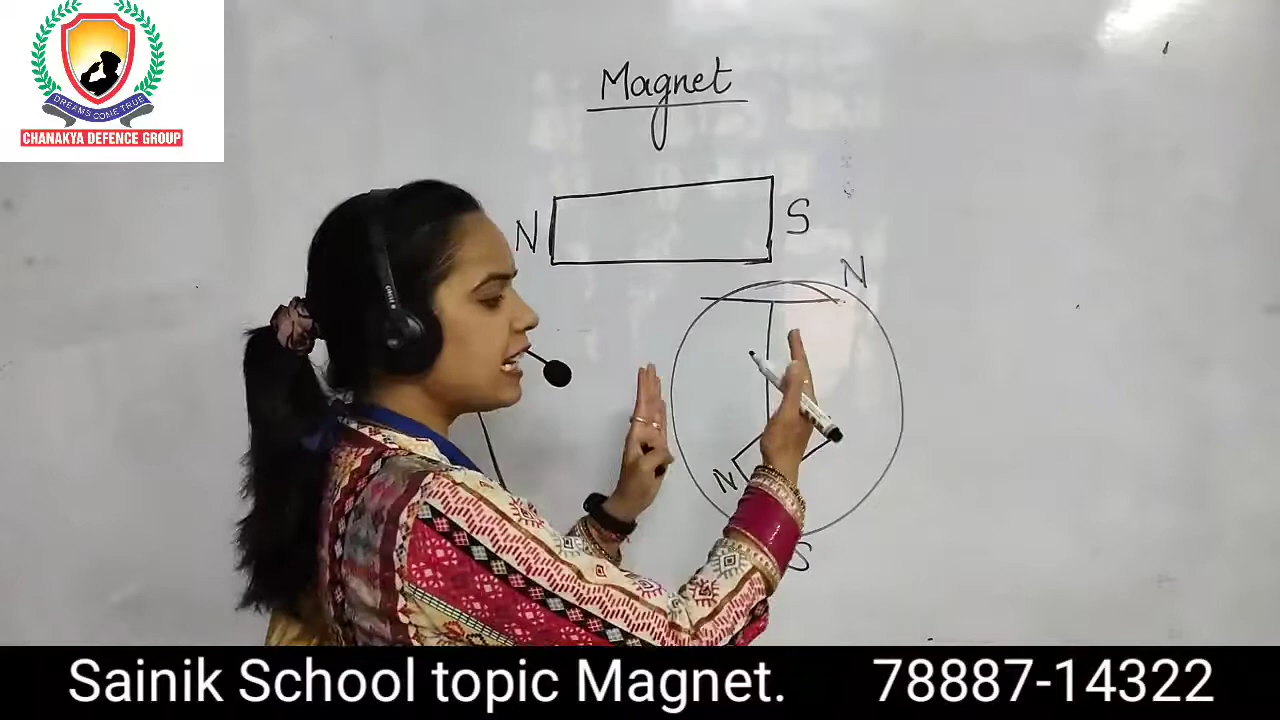 DREAMS COME TRUE
CHANAKYA DEFENCE GROUP
Magnet
N S
N
N
S
Sainik School topic Magnet. 78887-14322